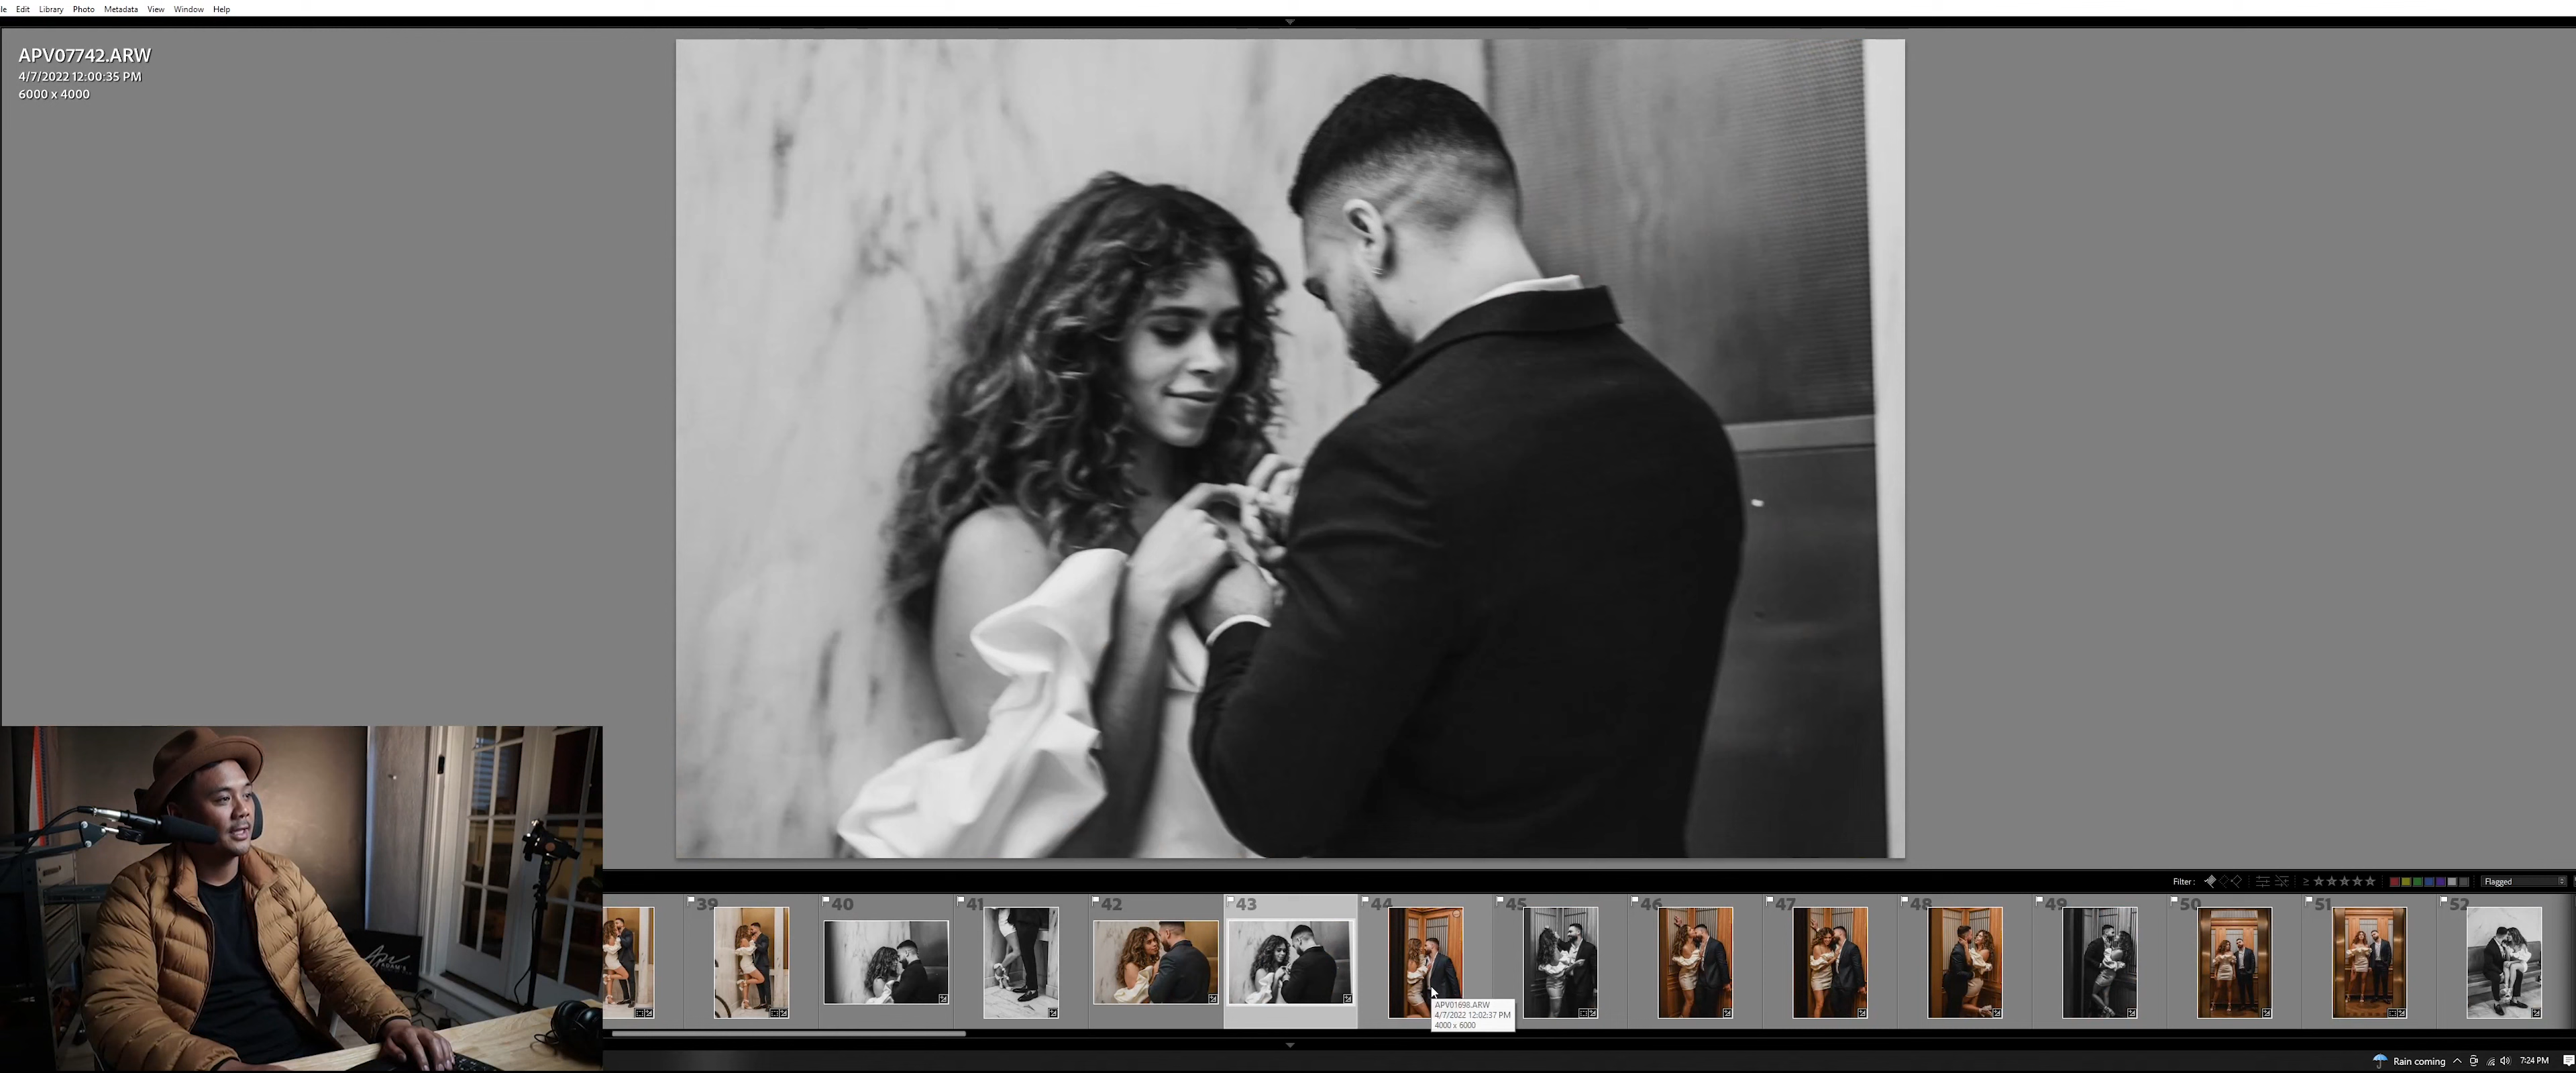 le Edit Library Photo Metadata View Window Help
APV07742.ARW
4/7/2022 12:00:35 PM
6000 x 4000
Filter : Flagged
39 40 41 42 43 44 45 46 47 48 49 50 51 52
APV01698.ARW
4/7/2022 12:02:37 PM
4000 x 6000
Rain coming 7:24 PM